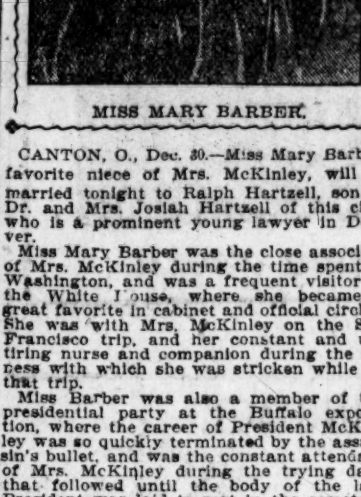 MISS MARY BARBER.
CANTON, O., Dec. 30.—Miss Mary Barb
favorite niece of Mrs. McKinley, will
married tonight to Ralph Hartzell, son
Dr. and Mrs. Josiah Hartzell of this ci
who is a prominent young lawyer in D
ver.
Miss Mary Barber was the close associ
of Mrs. McKinley during the time spent
Washington, and was a frequent visitor
the White House, where she became
great favorite in cabinet and official circl
She was with Mrs. McKinley on the S
Francisco trip, and her constant and u
tiring nurse and companion during the
ness with which she was stricken while
that trip.
Miss Barber was also a member of t
presidential party at the Buffalo expo
tion, where the career of President McK
ley was so quickly terminated by the ass
sin's bullet, and was the constant attenda
of Mrs. McKinley during the trying da
that followed until the body of the l